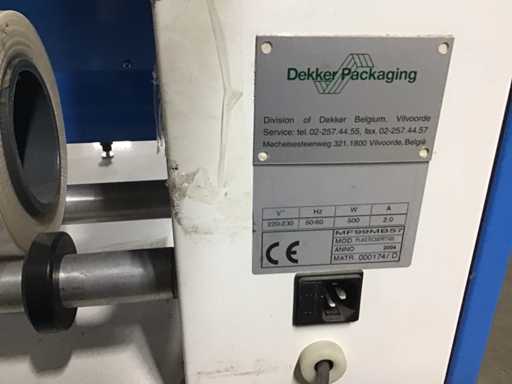 Dekker Packaging
Division of Dekker Belgium, Vilvoorde
Service: tel. 02-257.44.55, fax. 02-257.44.57
Mechelsesteenweg 321, 1800 Vilvoorde, België
V~ Hz W A
220-230 50-60 500 2.0
MF99MB57
MOD.
ANNO 2004
MATR. 000174/ D
CE